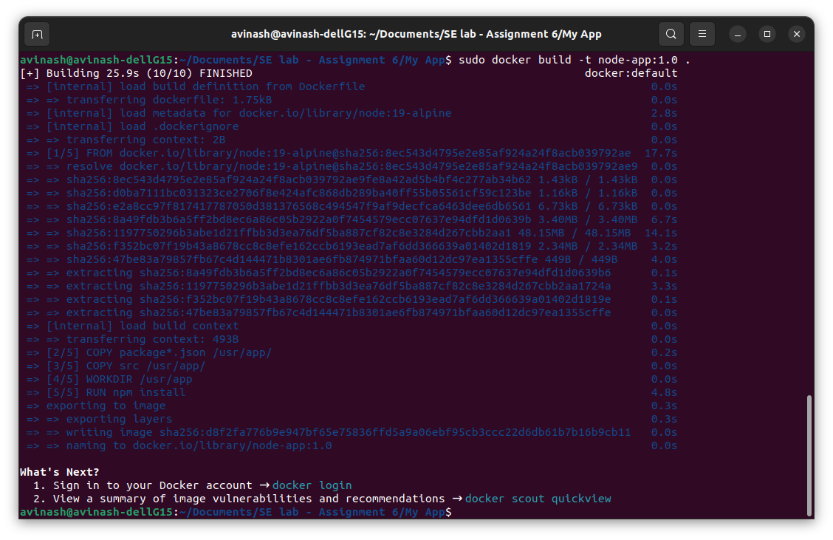 avinash@avinash-dellG15: ~/Documents/SE lab - Assignment 6/My App
avinash@avinash-dellG15:~/Documents/SE lab - Assignment 6/My App$ sudo docker build -t node-app:1.0 .
[+] Building 25.9s (10/10) FINISHED docker:default
=> [internal] load build definition from Dockerfile 0.0s
=> => transferring dockerfile: 1.75kB 0.0s
=> [internal] load metadata for docker.io/library/node:19-alpine 2.8s
=> [internal] load .dockerignore 0.0s
=> => transferring context: 2B 0.0s
=> [1/5] FROM docker.io/library/node:19-alpine@sha256:8ec543d4795e2e85af924a24f8acb039792ae 17.7s
=> => resolve docker.io/library/node:19-alpine@sha256:8ec543d4795e2e85af924a24f8acb039792ae9 0.0s
=> => sha256:8ec543d4795e2e85af924a24f8acb039792ae9fe8a42ad5b4bf4c277ab34b62 1.43kB / 1.43kB 0.0s
=> => sha256:d0ba7111bc031323ce2706f8e424afc868db289ba40ff55b05561cf59c123be 1.16kB / 1.16kB 0.0s
=> => sha256:e2a8cc97f817417787050d381376568c494547f9af9decfca6463dee6db6561 6.73kB / 6.73kB 0.0s
=> => sha256:8a49fdb3b6a5ff2bd8ec6a86c05b2922a0f7454579ecc07637e94dfd1d0639b 3.40MB / 3.40MB 6.7s
=> => sha256:1197750296b3abe1d21ffbb3d3ea76df5ba887cf82c8e3284d267cbb2aa1 48.15MB / 48.15MB 14.1s
=> => sha256:f352bc07f19b43a8678cc8c8efe162ccb6193ead7af6dd366639a01402d1819 2.34MB / 2.34MB 3.2s
=> => sha256:47be83a79857fb67c4d144471b8301ae6fb874971bfaa60d12dc97ea1355cffe 449B / 449B 4.0s
=> => extracting sha256:8a49fdb3b6a5ff2bd8ec6a86c05b2922a0f7454579ecc07637e94dfd1d0639b6 0.1s
=> => extracting sha256:1197750296b3abe1d21ffbb3d3ea76df5ba887cf82c8e3284d267cbb2aa1724a 3.3s
=> => extracting sha256:f352bc07f19b43a8678cc8c8efe162ccb6193ead7af6dd366639a01402d1819e 0.1s
=> => extracting sha256:47be83a79857fb67c4d144471b8301ae6fb874971bfaa60d12dc97ea1355cffe 0.0s
=> [internal] load build context 0.0s
=> => transferring context: 493B 0.0s
=> [2/5] COPY package*.json /usr/app/ 0.2s
=> [3/5] COPY src /usr/app/ 0.0s
=> [4/5] WORKDIR /usr/app 0.0s
=> [5/5] RUN npm install 4.8s
=> exporting to image 0.3s
=> => exporting layers 0.3s
=> => writing image sha256:d8f2fa776b9e947bf65e75836ffd5a9a06ebf95cb3ccc22d6db61b7b16b9cb11 0.0s
=> => naming to docker.io/library/node-app:1.0 0.0s
What's Next?
1. Sign in to your Docker account → docker login
2. View a summary of image vulnerabilities and recommendations → docker scout quickview
avinash@avinash-dellG15:~/Documents/SE lab - Assignment 6/My App$